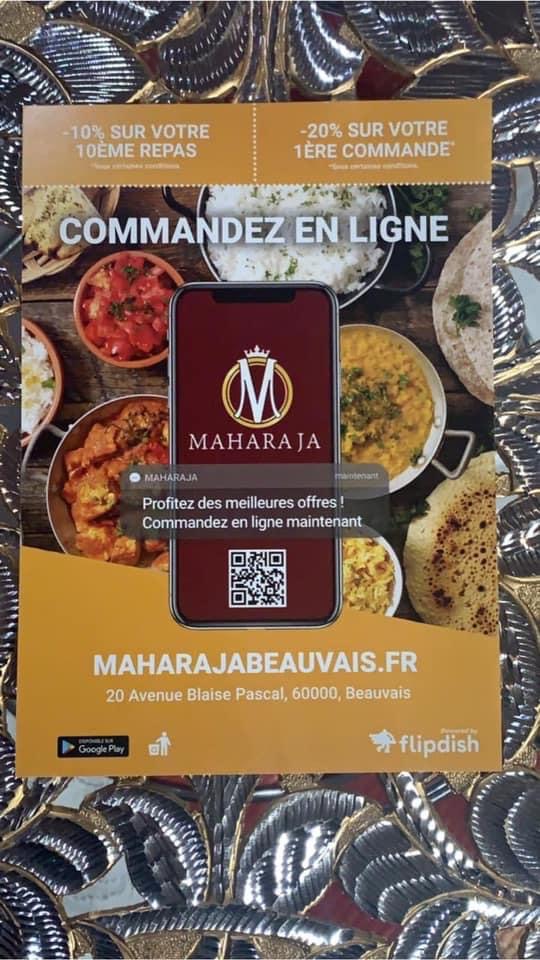 -10% SUR VOTRE
10ÈME REPAS
*Sous certaines conditions.
-20% SUR VOTRE
1ÈRE COMMANDE*
*Sous certaines conditions.
COMMANDEZ EN LIGNE
M
MAHARAJA
MAHARAJA
maintenant
Profitez des meilleures offres !
Commandez en ligne maintenant
MAHARAJABEAUVAIS.FR
20 Avenue Blaise Pascal, 60000, Beauvais
DISPONIBLE SUR
Google Play
Powered by
flipdish